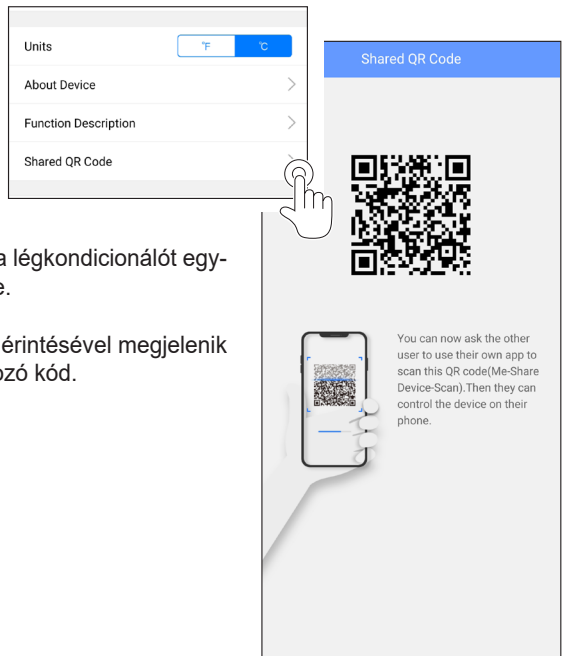 Units
°F
°C
About Device
Function Description
Shared QR Code
a légkondicionálót egy-
e.
érintésével megjelenik
ozó kód.
Shared QR Code
You can now ask the other
user to use their own app to
scan this QR code(Me-Share
Device-Scan).Then they can
control the device on their
phone.